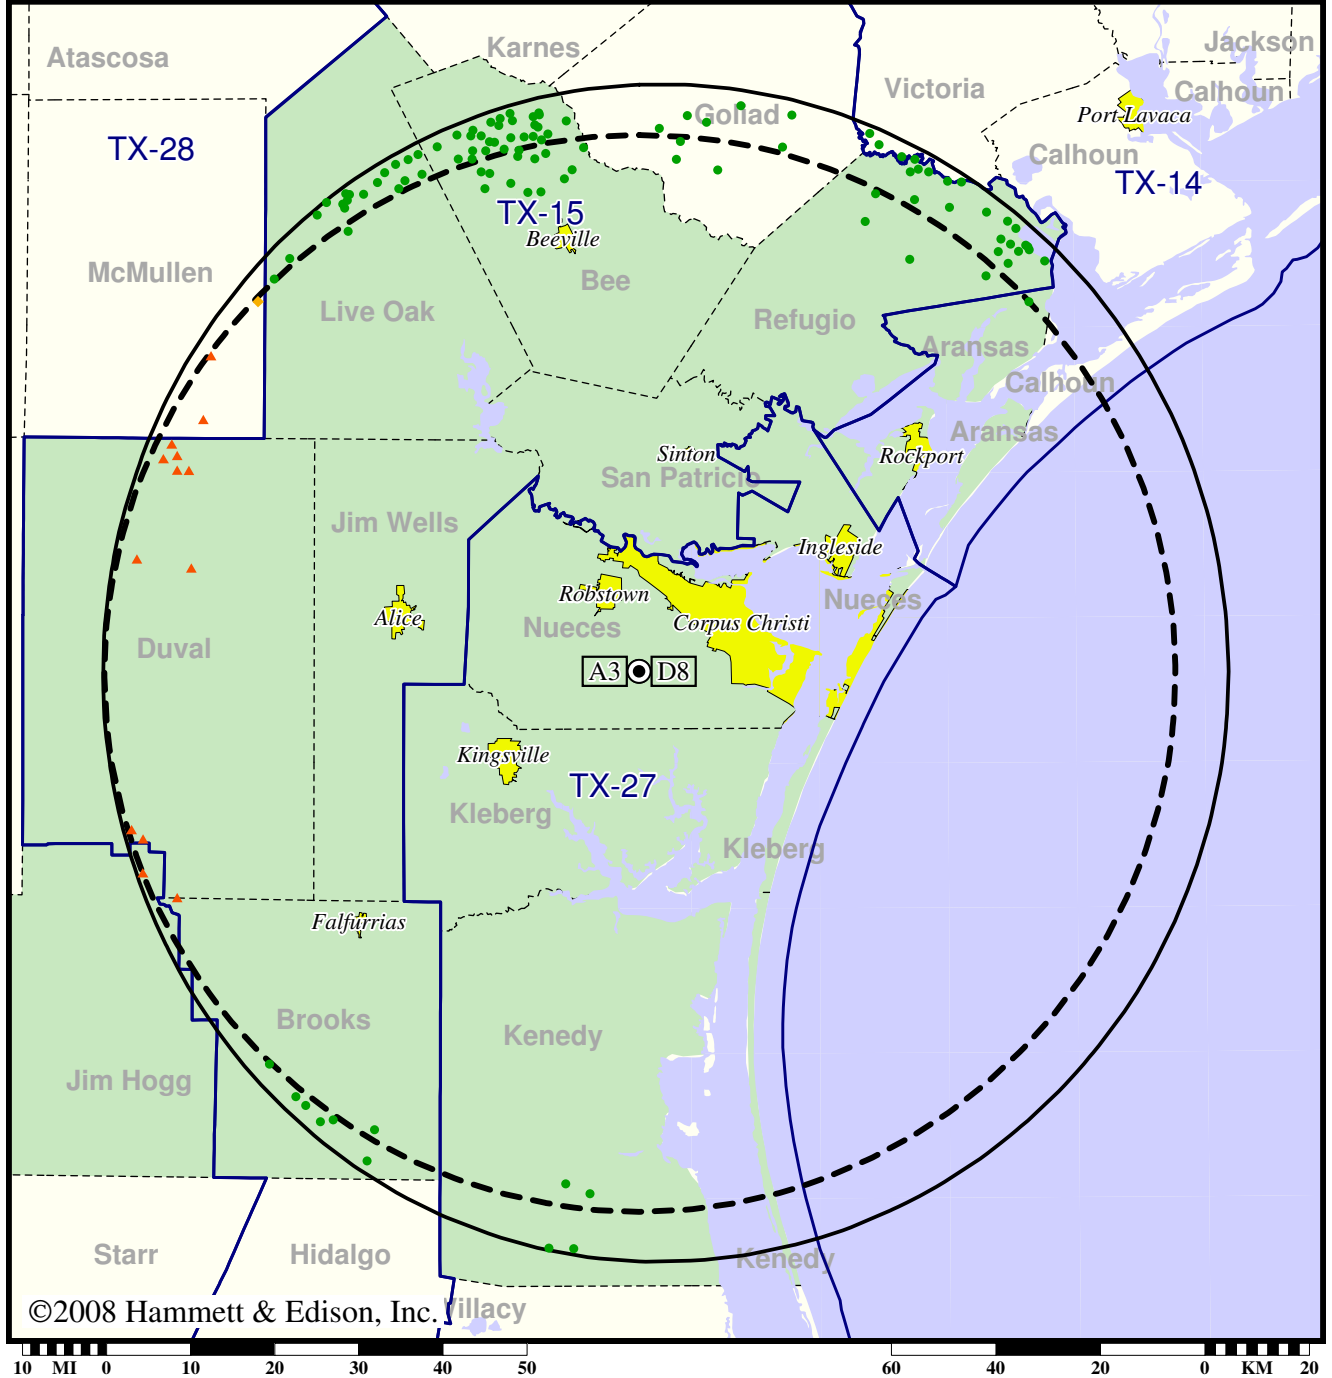 Karnes
Jackson
Atascosa
Victoria
Calhoun
Goliad
Port Lavaca
TX-28
Calhoun
TX-14
TX-15
Beeville
McMullen
Bee
Live Oak
Refugio
Aransas
Calhoun
Aransas
Sinton
Rockport
San Patricio
Jim Wells
Ingleside
Robstown
Nueces
Alice
Nueces
Corpus Christi
Duval
A3 D8
Kingsville
TX-27
Kleberg
Kleberg
Falfurrias
Brooks
Kenedy
Jim Hogg
Starr
Hidalgo
Kenedy
©2008 Hammett & Edison, Inc.
Villacy
10 MI 0 10 20 30 40 50 60 40 20 0 KM 20